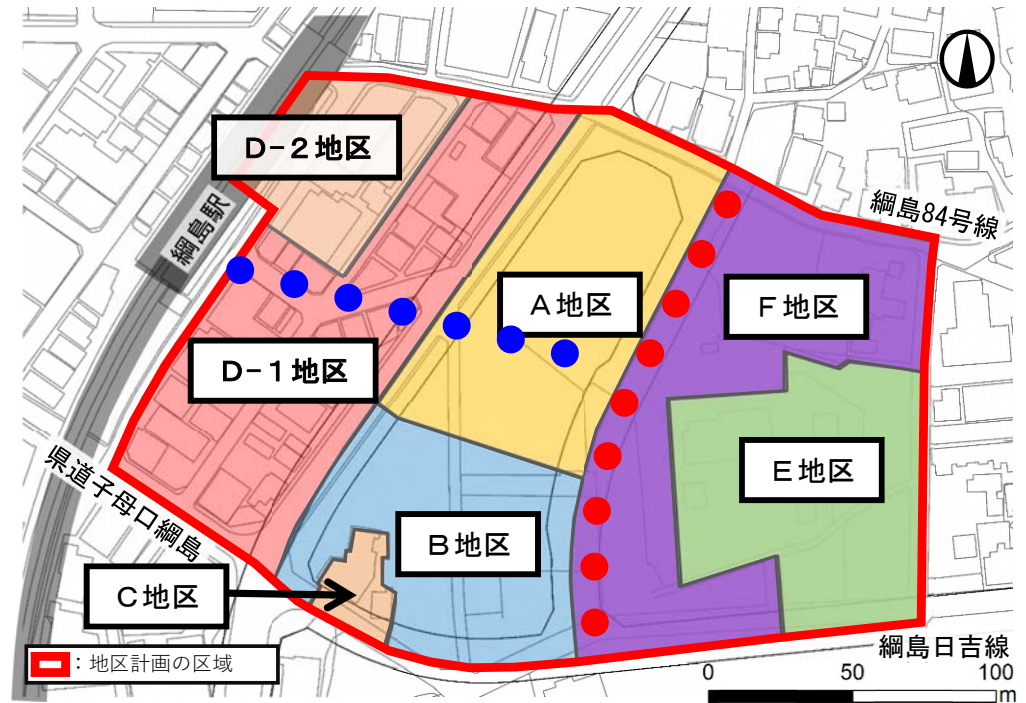 D-2地区
綱島駅
綱島84号線
A地区
F地区
D-1地区
E地区
県道子母口綱島
B地区
C地区
綱島日吉線
：地区計画の区域
0 50 100
m